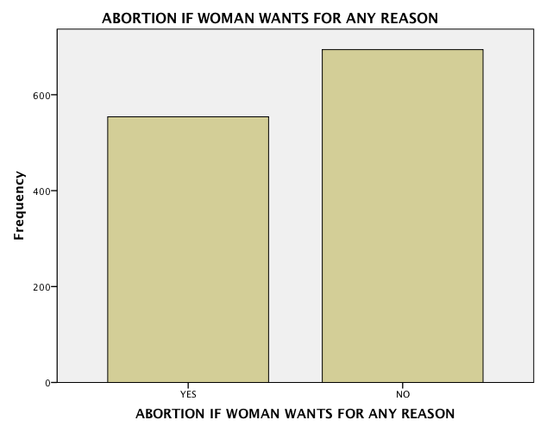 ABORTION IF WOMAN WANTS FOR ANY REASON
Frequency
600
400
200
0
YES NO
ABORTION IF WOMAN WANTS FOR ANY REASON